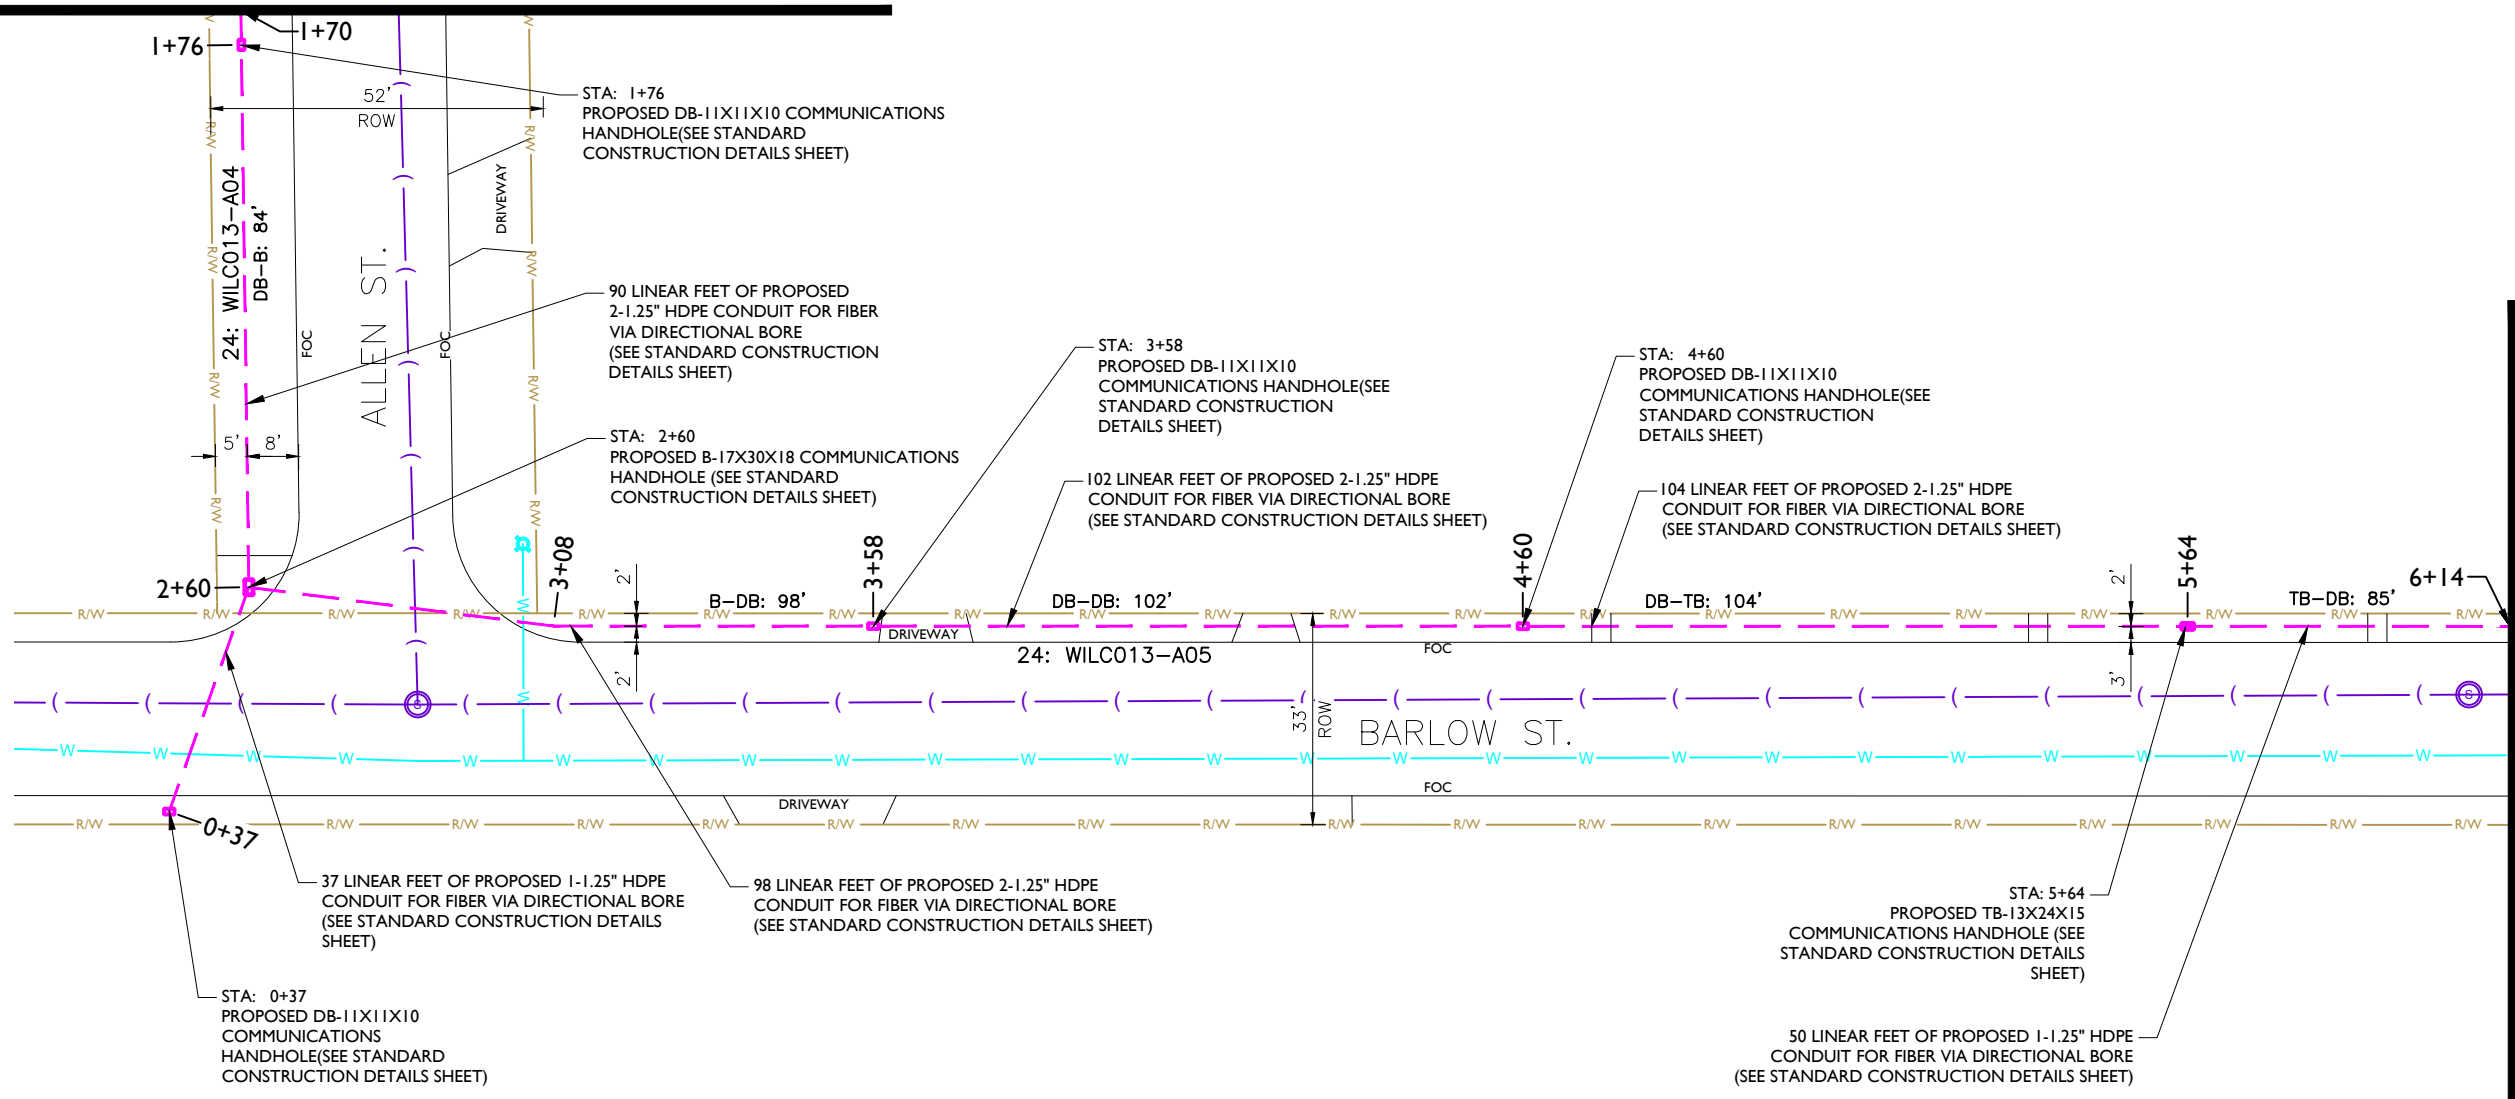 1+70
1+76
52'
ROW
STA: 1+76
PROPOSED DB-11X11X10 COMMUNICATIONS
HANDHOLE(SEE STANDARD
CONSTRUCTION DETAILS SHEET)
24: WILC013-A04
DB-B: 84'
DRIVEWAY
ALLEN ST.
FOC
FOC
90 LINEAR FEET OF PROPOSED
2-1.25" HDPE CONDUIT FOR FIBER
VIA DIRECTIONAL BORE
(SEE STANDARD CONSTRUCTION
DETAILS SHEET)
5'
8'
STA: 2+60
PROPOSED B-17X30X18 COMMUNICATIONS
HANDHOLE (SEE STANDARD
CONSTRUCTION DETAILS SHEET)
STA: 3+58
PROPOSED DB-11X11X10
COMMUNICATIONS HANDHOLE(SEE
STANDARD CONSTRUCTION
DETAILS SHEET)
102 LINEAR FEET OF PROPOSED 2-1.25" HDPE
CONDUIT FOR FIBER VIA DIRECTIONAL BORE
(SEE STANDARD CONSTRUCTION DETAILS SHEET)
STA: 4+60
PROPOSED DB-11X11X10
COMMUNICATIONS HANDHOLE(SEE
STANDARD CONSTRUCTION
DETAILS SHEET)
104 LINEAR FEET OF PROPOSED 2-1.25" HDPE
CONDUIT FOR FIBER VIA DIRECTIONAL BORE
(SEE STANDARD CONSTRUCTION DETAILS SHEET)
2+60
3+08
2'
2'
B-DB: 98'
3+58
DRIVEWAY
DB-DB: 102'
24: WILC013-A05
4+60
FOC
DB-TB: 104'
2'
3'
5+64
TB-DB: 85'
6+14
R/W R/W R/W R/W R/W R/W R/W R/W R/W R/W R/W R/W R/W R/W R/W R/W R/W R/W R/W R/W
S
S
33'
ROW
BARLOW ST.
W W W W W W W W W W W W W W W W W W W W W W W W W W
DRIVEWAY
FOC
R/W R/W R/W R/W R/W R/W R/W R/W R/W R/W R/W R/W R/W R/W R/W R/W R/W R/W R/W
0+37
37 LINEAR FEET OF PROPOSED 1-1.25" HDPE
CONDUIT FOR FIBER VIA DIRECTIONAL BORE
(SEE STANDARD CONSTRUCTION DETAILS
SHEET)
98 LINEAR FEET OF PROPOSED 2-1.25" HDPE
CONDUIT FOR FIBER VIA DIRECTIONAL BORE
(SEE STANDARD CONSTRUCTION DETAILS SHEET)
STA: 5+64
PROPOSED TB-13X24X15
COMMUNICATIONS HANDHOLE (SEE
STANDARD CONSTRUCTION DETAILS
SHEET)
STA: 0+37
PROPOSED DB-11X11X10
COMMUNICATIONS
HANDHOLE(SEE STANDARD
CONSTRUCTION DETAILS SHEET)
50 LINEAR FEET OF PROPOSED 1-1.25" HDPE
CONDUIT FOR FIBER VIA DIRECTIONAL BORE
(SEE STANDARD CONSTRUCTION DETAILS SHEET)